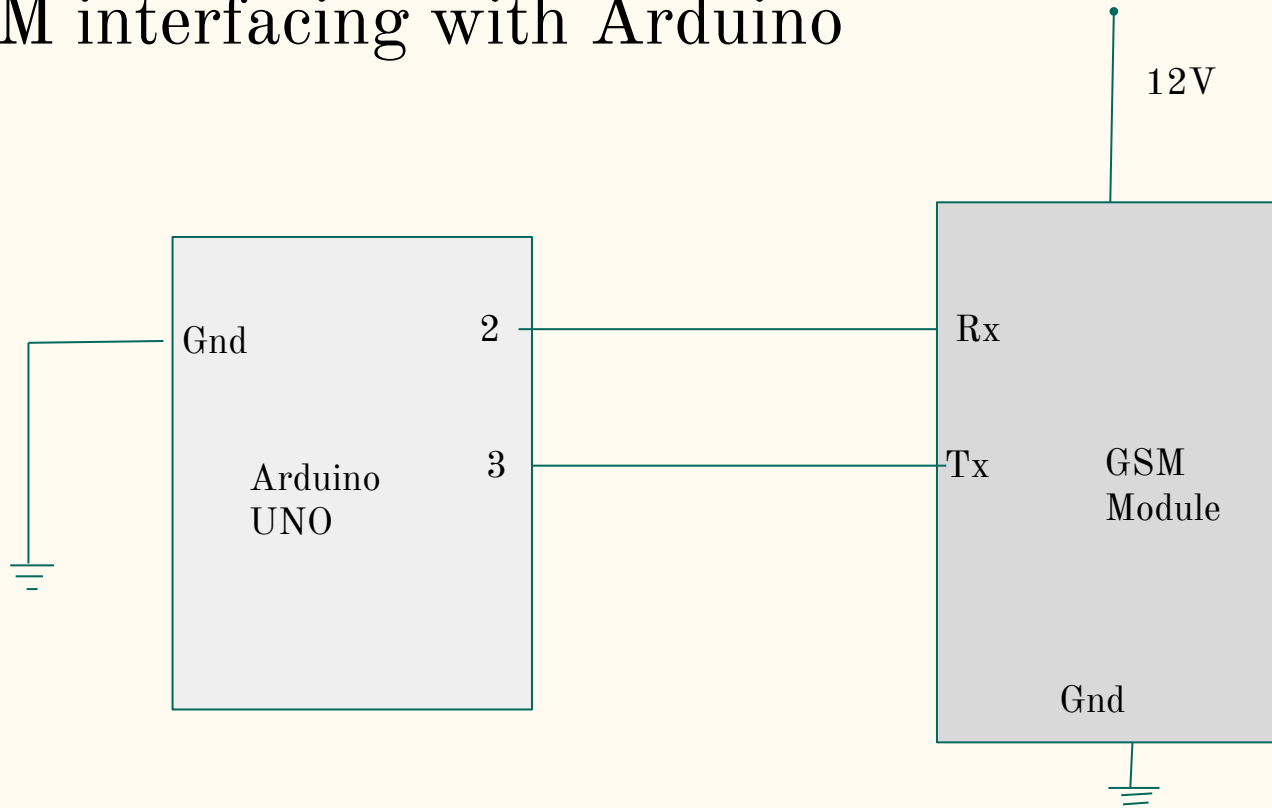 M interfacing with Arduino
12V
Gnd
2
Rx
3
Tx
Arduino
UNO
GSM
Module
Gnd